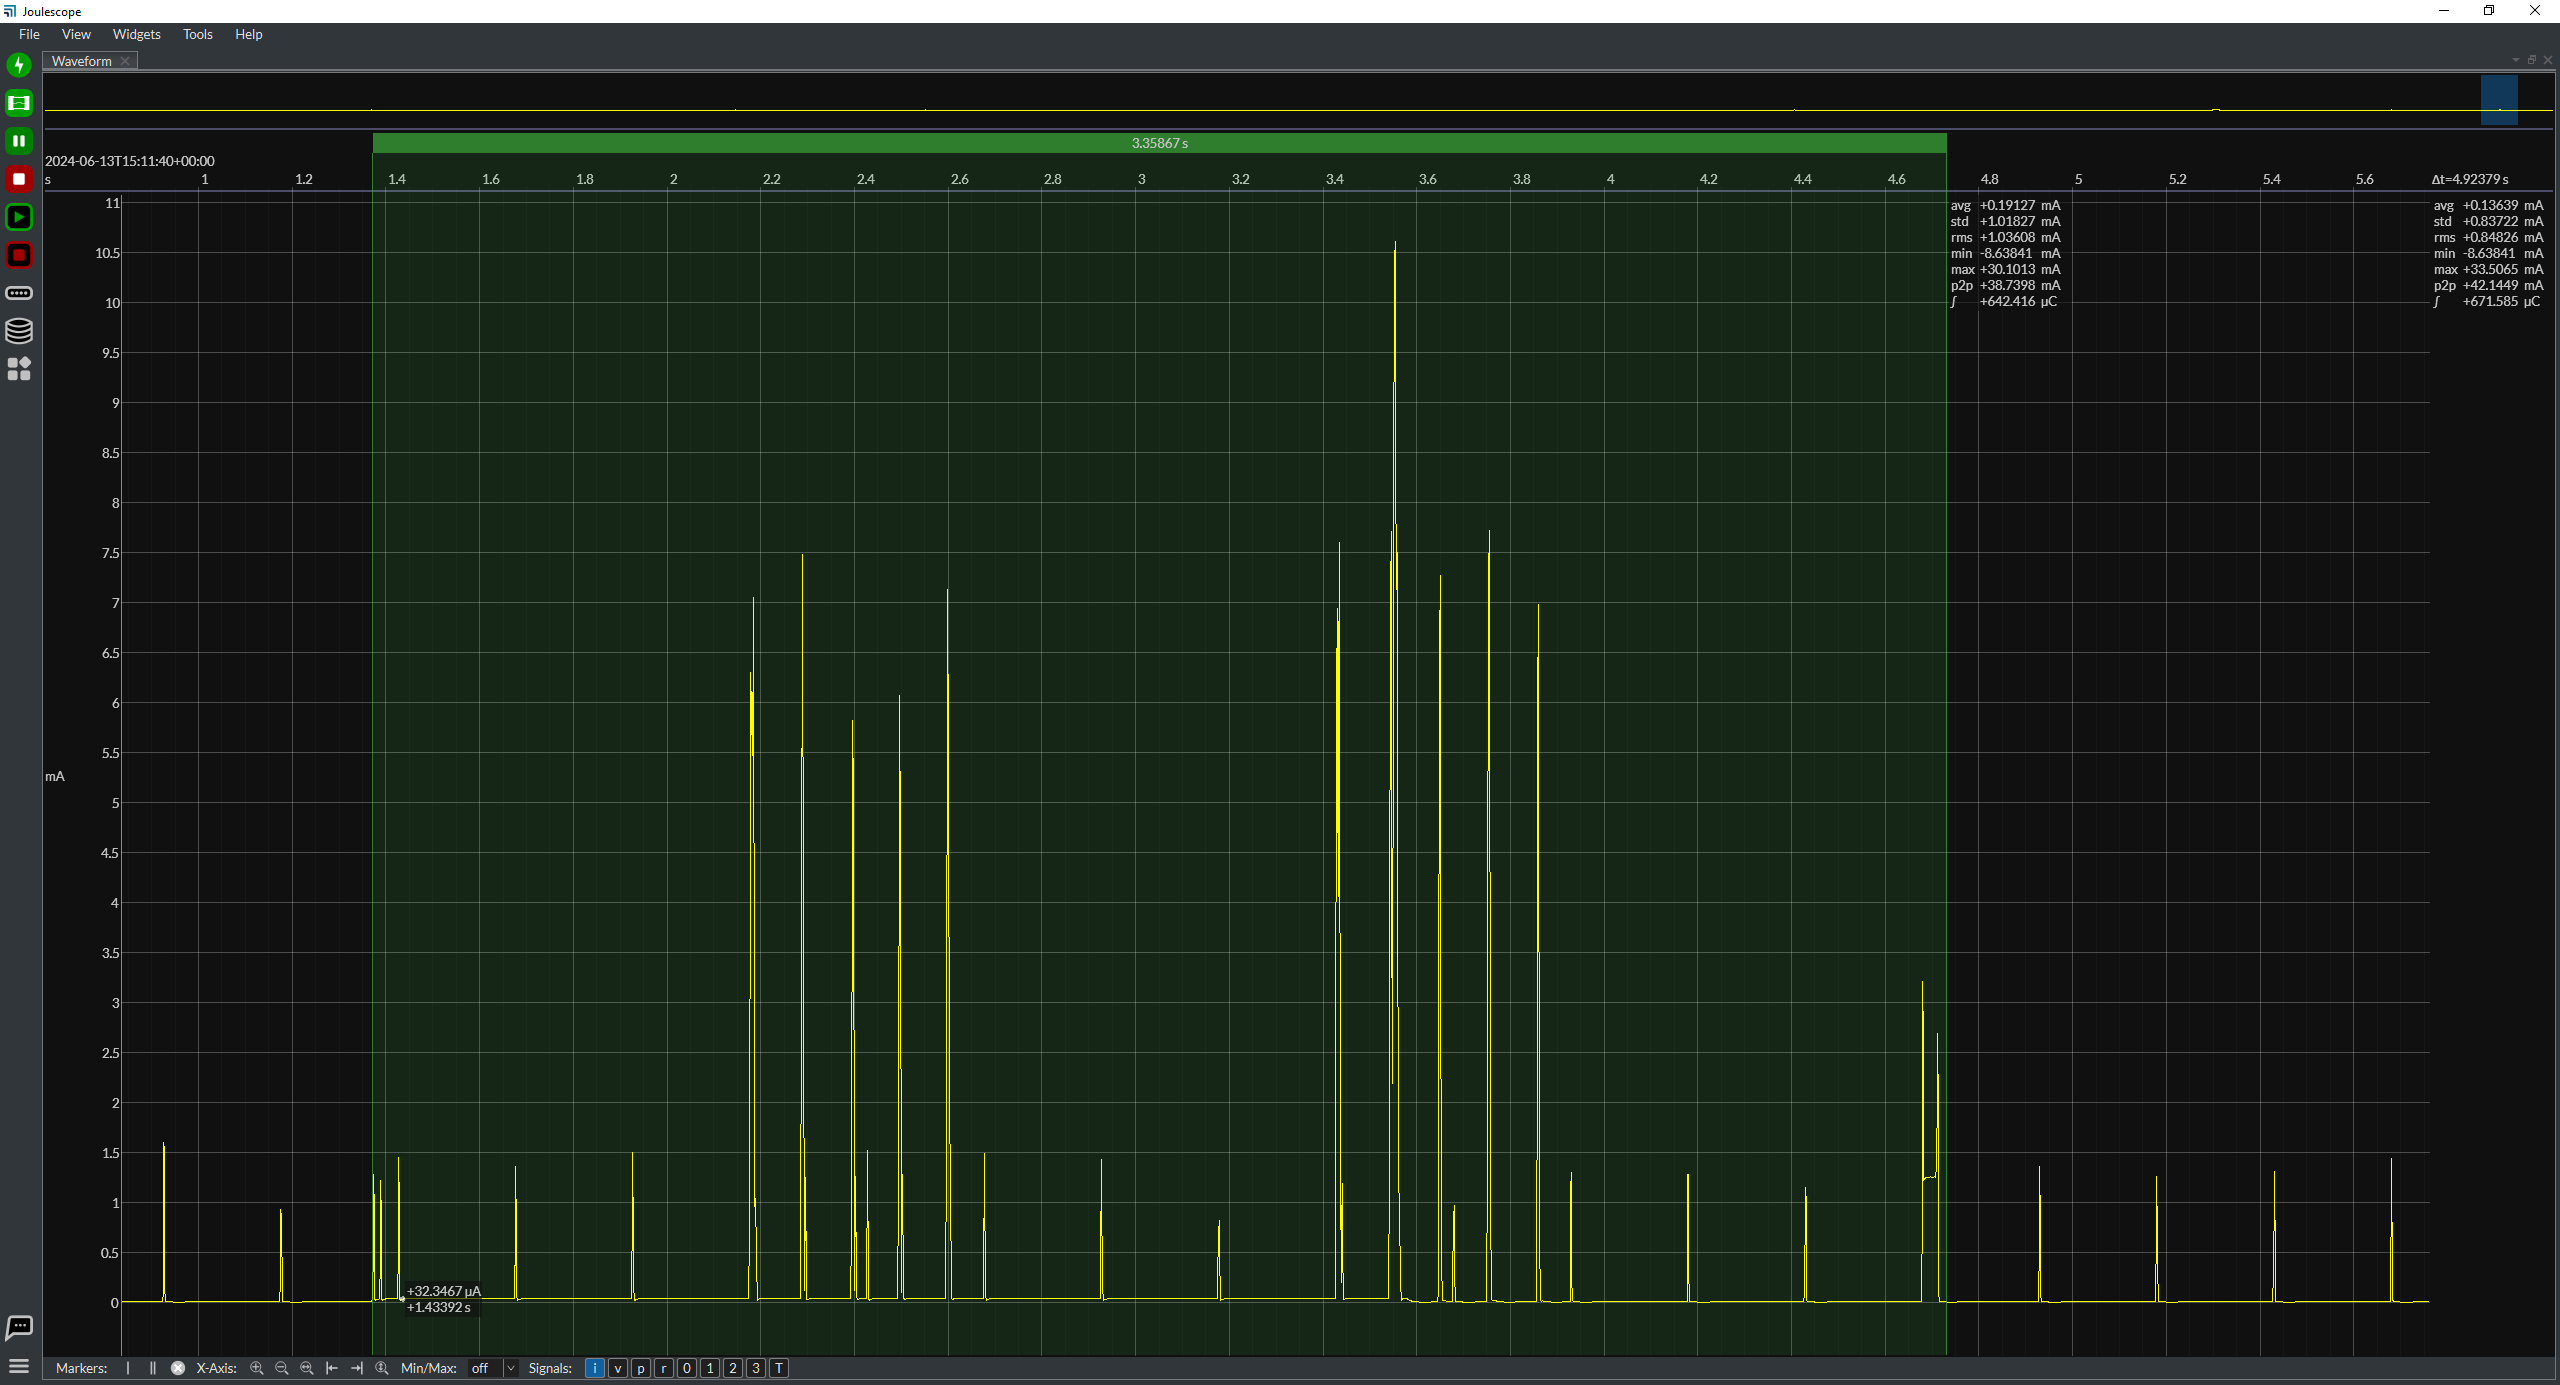 Joulescope
File View Widgets Tools Help
Waveform
3.35867 s
2024-06-13T15:11:40+00:00
s 1 1.2 1.4 1.6 1.8 2 2.2 2.4 2.6 2.8 3 3.2 3.4 3.6 3.8 4 4.2 4.4 4.6 4.8 5 5.2 5.4 5.6 Δt=4.92379 s
11
10.5
10
9.5
9
8.5
8
7.5
7
6.5
6
5.5
5
4.5
4
3.5
3
2.5
2
1.5
1
0.5
0
mA
avg +0.19127 mA
std +1.01827 mA
rms +1.03608 mA
min -8.63841 mA
max +30.1013 mA
p2p +38.7398 mA
∫ +642.416 µC
avg +0.13639 mA
std +0.83722 mA
rms +0.84826 mA
min -8.63841 mA
max +33.5065 mA
p2p +42.1449 mA
∫ +671.585 µC
+32.3467 µA
+1.43392 s
Markers: X-Axis: Min/Max: off Signals: i v p r 0 1 2 3 T